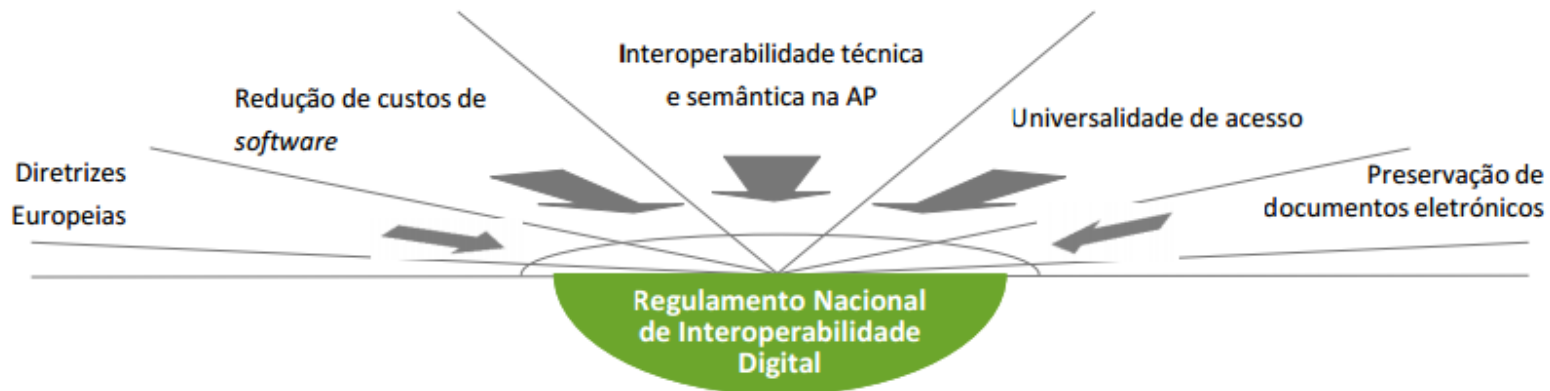 Interoperabilidade técnica
e semântica na AP
Redução de custos de
software
Universalidade de acesso
Diretrizes
Europeias
Preservação de
documentos eletrónicos
Regulamento Nacional
de Interoperabilidade
Digital